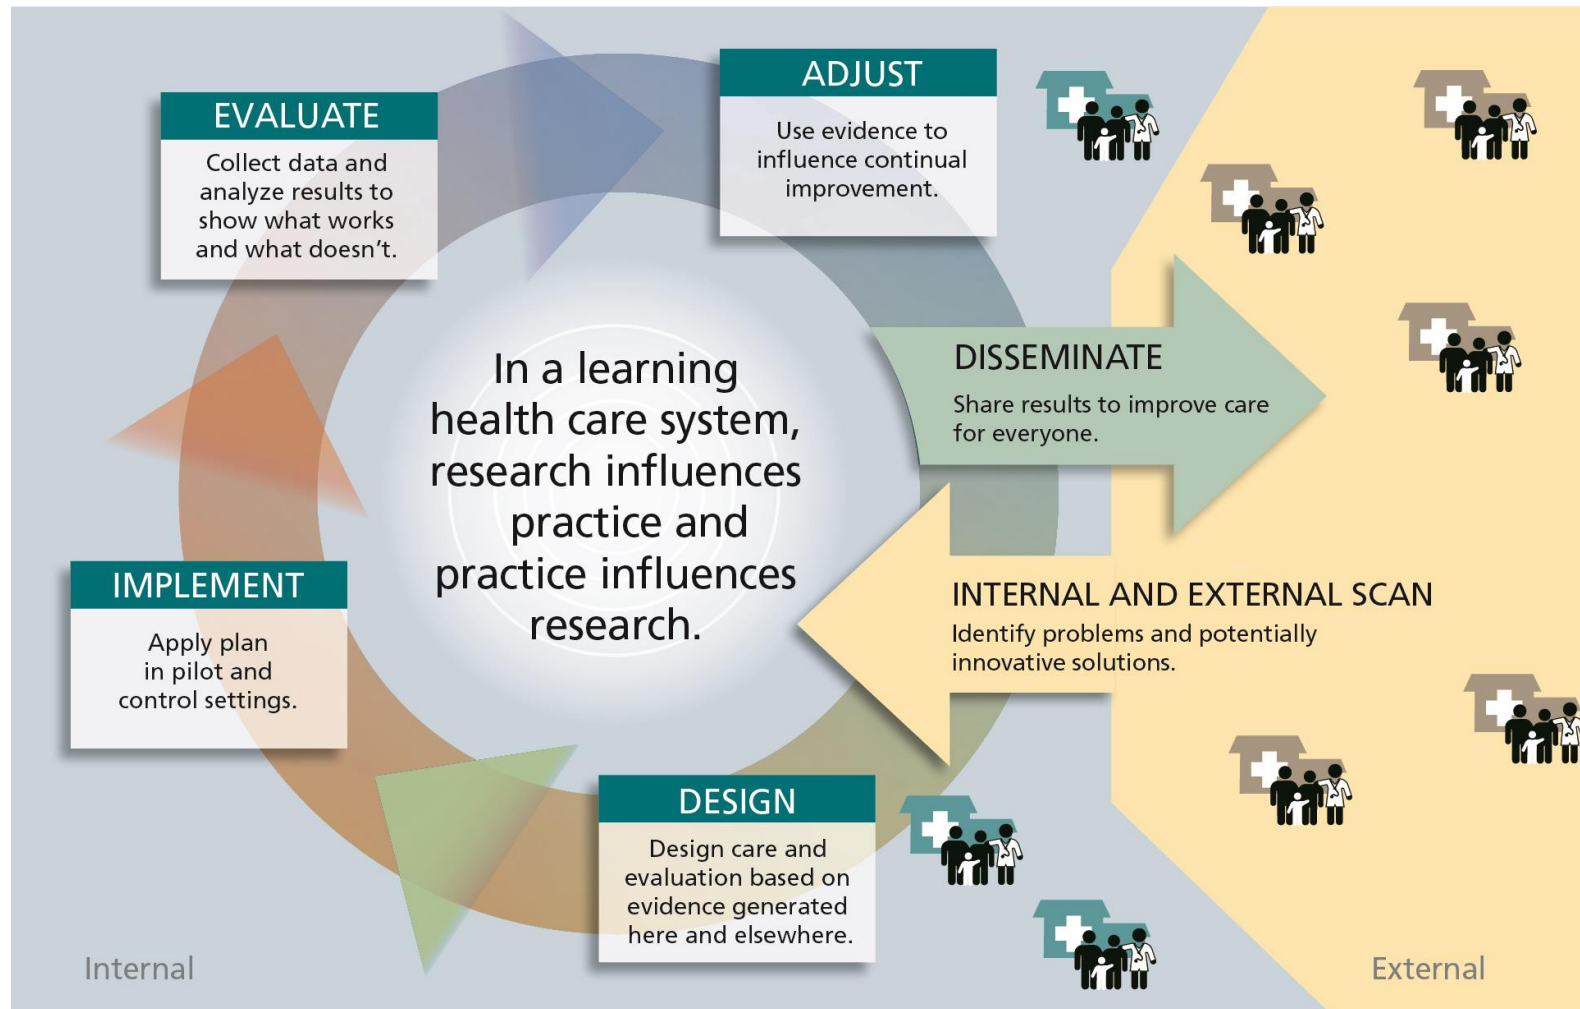 EVALUATE
Collect data and
analyze results to
show what works
and what doesn’t.
ADJUST
Use evidence to
influence continual
improvement.
In a learning
health care system,
research influences
practice and
practice influences
research.
DISSEMINATE
Share results to improve care
for everyone.
INTERNAL AND EXTERNAL SCAN
Identify problems and potentially
innovative solutions.
IMPLEMENT
Apply plan
in pilot and
control settings.
DESIGN
Design care and
evaluation based on
evidence generated
here and elsewhere.
Internal
External